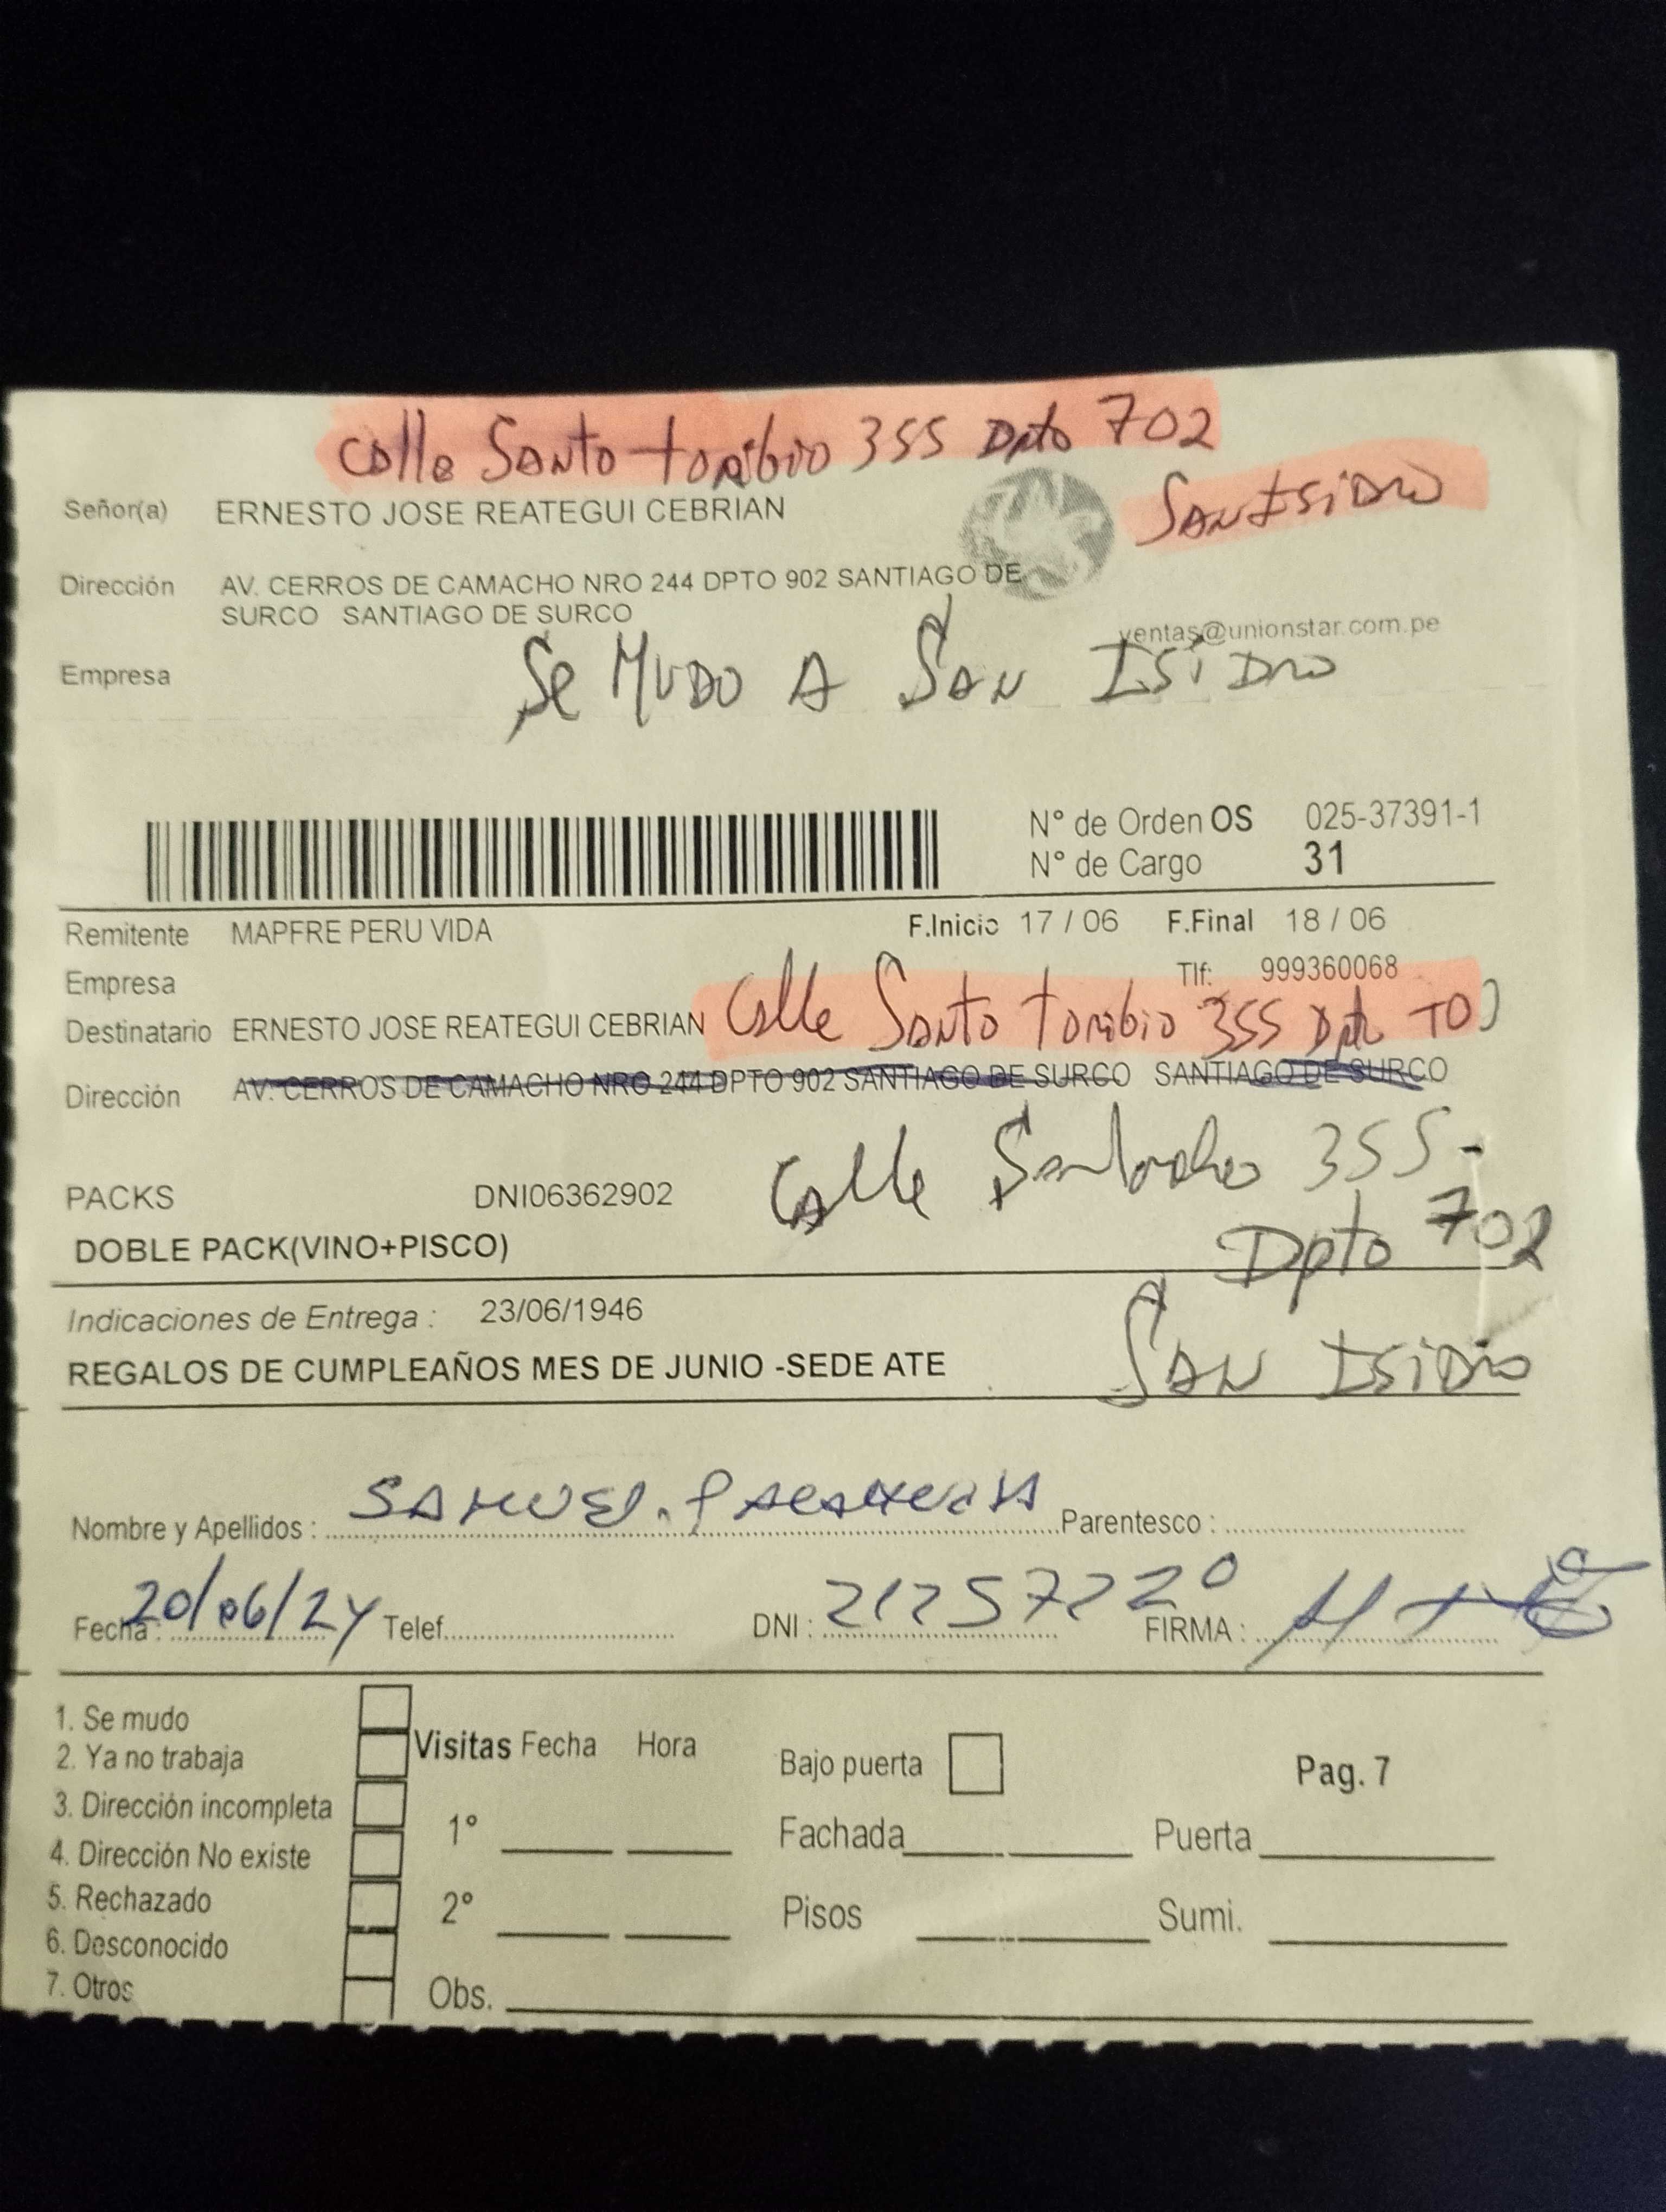 Calle Santo toribio 355 Dpto 702
San Isidro
Señor(a) ERNESTO JOSE REATEGUI CEBRIAN
Dirección AV. CERROS DE CAMACHO NRO 244 DPTO 902 SANTIAGO DE
SURCO SANTIAGO DE SURCO
ventas@unionstar.com.pe
Empresa
Se MUDO A SAN ISiDro
N° de Orden OS 025-37391-1
N° de Cargo 31
Remitente MAPFRE PERU VIDA F.Inicio 17 / 06 F.Final 18 / 06
Empresa Tlf: 999360068
Destinatario ERNESTO JOSE REATEGUI CEBRIAN Calle Santo toribio 355 Dpto
Dirección AV. CERROS DE CAMACHO NRO 244 DPTO 902 SANTIAGO DE SURCO SANTIAGO DE SURCO
Calle 355-
PACKS DNI06362902
Dpto 702
DOBLE PACK(VINO+PISCO)
Indicaciones de Entrega : 23/06/1946
SAN ISiDro
REGALOS DE CUMPLEAÑOS MES DE JUNIO -SEDE ATE
Nombre y Apellidos : SAMUEL. Parentesco :
Fecha : 20/06/24 Telef. DNI : 21257220 FIRMA :
1. Se mudo
2. Ya no trabaja
3. Dirección incompleta
4. Dirección No existe
5. Rechazado
6. Desconocido
7. Otros
Visitas Fecha Hora
1°
2°
Obs.
Bajo puerta
Pag. 7
Fachada Puerta
Pisos Sumi.